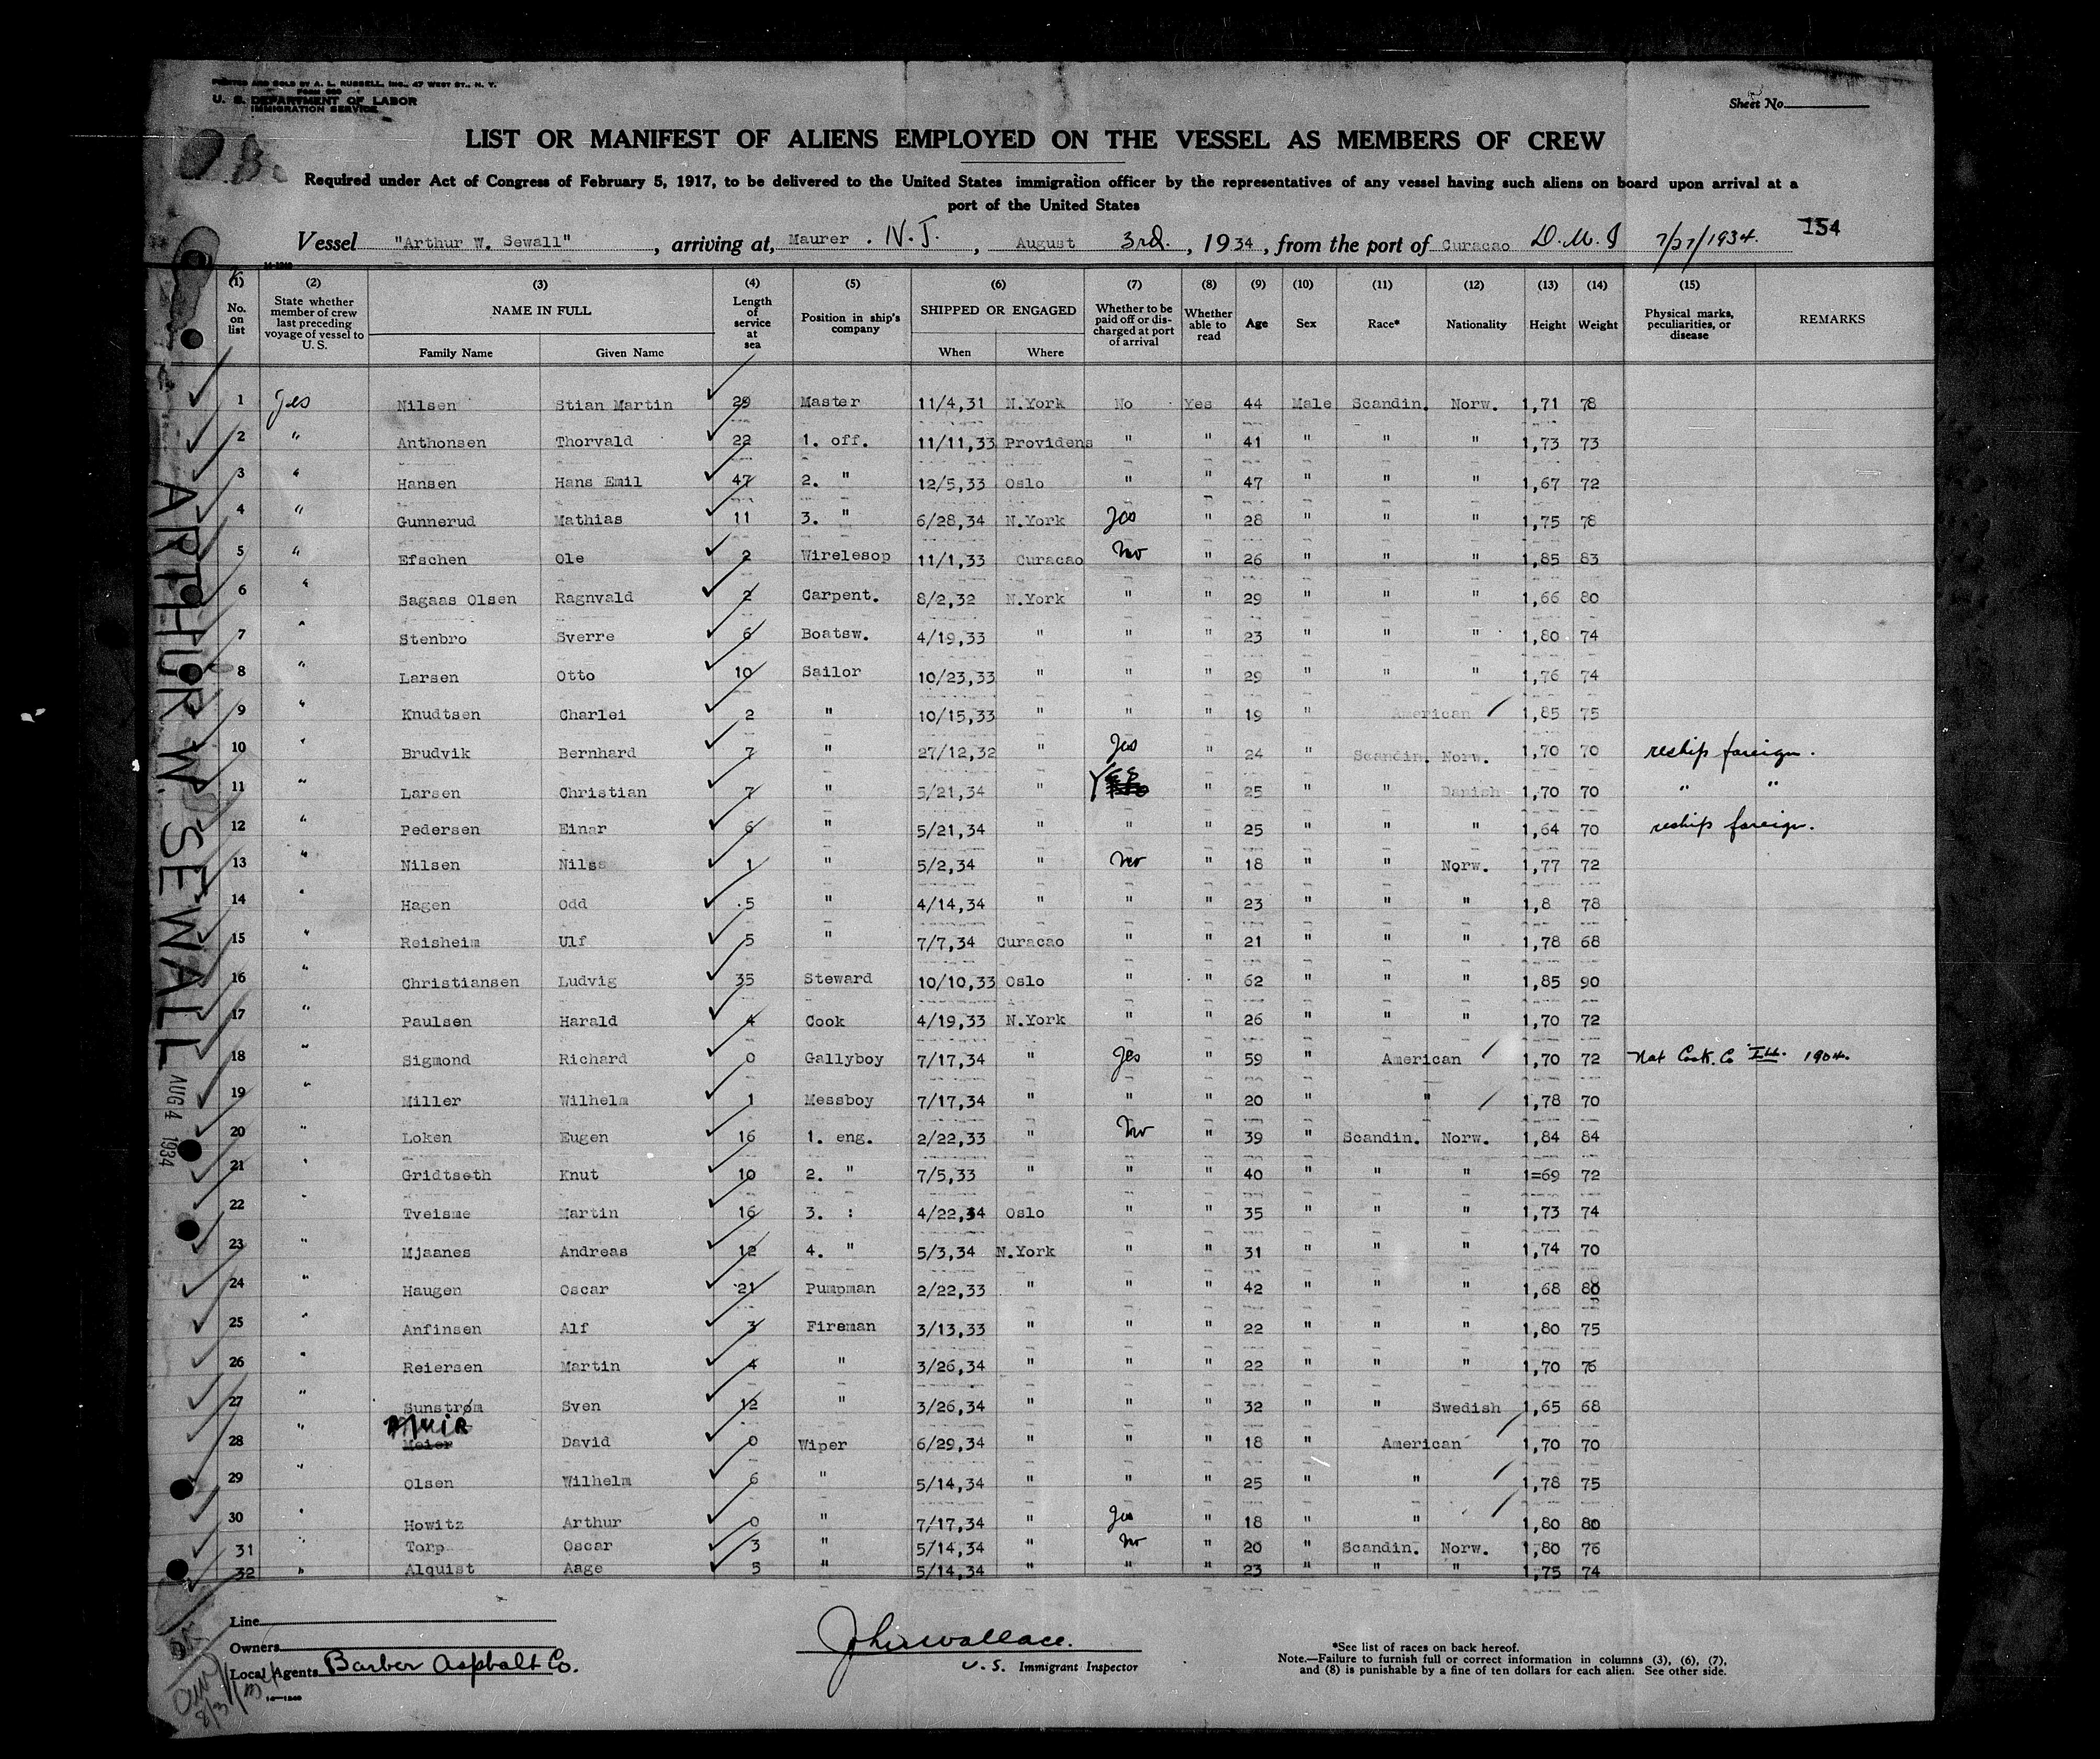 PRINTED AND SOLD BY A. L. RUSSELL, INC., 47 WEST ST., N. Y.
FORM 680
U. S. DEPARTMENT OF LABOR
IMMIGRATION SERVICE
Sheet No.
LIST OR MANIFEST OF ALIENS EMPLOYED ON THE VESSEL AS MEMBERS OF CREW
Required under Act of Congress of February 5, 1917, to be delivered to the United States immigration officer by the representatives of any vessel having such aliens on board upon arrival at a
port of the United States
154
Vessel "Arthur W. Sewall", arriving at, Maurer. N.J., August 3rd., 1934, from the port of Curacao D.W.I 7/27/1934.
(1) No. on list (2) State whether member of crew last preceding voyage of vessel to U. S. (3) NAME IN FULL Family Name Given Name (4) Length of service at sea (5) Position in ship's company (6) SHIPPED OR ENGAGED When Where (7) Whether to be paid off or discharged at port of arrival (8) Whether able to read (9) Age (10) Sex (11) Race* (12) Nationality (13) Height (14) Weight (15) Physical marks, peculiarities, or disease REMARKS
1 Yes Nilsen Stian Martin 29 Master 11/4,31 N.York No Yes 44 Male Scandin. Norw. 1,71 78
2 " Anthonsen Thorvald 22 1. off. 11/11,33 Providens " " 41 " " " 1,73 73
3 " Hansen Hans Emil 47 2. " 12/5,33 Oslo " " 47 " " " 1,67 72
4 " Gunnerud Mathias 11 3. " 6/28,34 N.York Yes " 28 " " " 1,75 78
5 " Efschen Ole 2 Wirelesop 11/1,33 Curacao No " 26 " " " 1,85 83
6 " Sagaas Olsen Ragnvald 2 Carpent. 8/2,32 N.York " " 29 " " " 1,66 80
7 " Stenbro Sverre 6 Boatsw. 4/19,33 " " " 23 " " " 1,80 74
8 " Larsen Otto 10 Sailor 10/23,33 " " " 29 " " " 1,76 74
9 " Knudtsen Charlei 2 " 10/15,33 " " " 19 " American 1,85 75
10 " Brudvik Bernhard 7 " 27/12,32 " Yes " 24 " Scandin. Norw. 1,70 70 reship foreign.
11 " Larsen Christian 7 " 5/21,34 " YES " 25 " " Danish 1,70 70 " "
12 " Pedersen Einar 6 " 5/21,34 " " " 25 " " " 1,64 70 reship foreign.
13 " Nilsen Nils 1 " 5/2,34 " No " 18 " " Norw. 1,77 72
14 " Hagen Odd 5 " 4/14,34 " " " 23 " " " 1,8 78
15 " Reisheim Ulf 5 " 7/7,34 Curacao " " 21 " " " 1,78 68
16 " Christiansen Ludvig 35 Steward 10/10,33 Oslo " " 62 " " " 1,85 90
17 " Paulsen Harald 4 Cook 4/19,33 N.York " " 26 " " " 1,70 72
18 " Sigmond Richard 0 Gallyboy 7/17,34 " Yes " 59 " American 1,70 72 Nat Cook. Co Ill. 1904.
19 " Miller Wilhelm 1 Messboy 7/17,34 " " " 20 " " 1,78 70
20 " Loken Eugen 16 1. eng. 2/22,33 " No " 39 " Scandin. Norw. 1,84 84
21 " Gridtseth Knut 10 2. " 7/5,33 " " " 40 " " " 1=69 72
22 " Tveisme Martin 16 3. : 4/22,34 Oslo " " 35 " " " 1,73 74
23 " Mjaanes Andreas 12 4. " 5/3,34 N.York " " 31 " " " 1,74 70
24 " Haugen Oscar 21 Pumpman 2/22,33 " " " 42 " " " 1,68 88
25 " Anfinsen Alf 3 Fireman 3/13,33 " " " 22 " " " 1,80 75
26 " Reiersen Martin 4 " 3/26,34 " " " 22 " " " 1,70 76
27 " Sunstrøm Sven 12 " 3/26,34 " " " 32 " " Swedish 1,65 68
28 " Meier MUIR David 0 Wiper 6/29,34 " " " 18 " American 1,70 70
29 " Olsen Wilhelm 6 " 5/14,34 " " " 25 " " 1,78 75
30 " Howitz Arthur 0 " 7/17,34 " Yes " 18 " " 1,80 80
31 " Torp Oscar 3 " 5/14,34 " No " 20 " Scandin. Norw. 1,80 76
32 " Alquist Aage 5 " 5/14,34 " " " 23 " " " 1,75 74
ARTHUR W. SEWALL
AUG 4 1934
Line
Owners
Local Agents Barber Asphalt Co.
John Wallace.
U. S. Immigrant Inspector
*See list of races on back hereof.
Note.—Failure to furnish full or correct information in columns (3), (6), (7),
and (8) is punishable by a fine of ten dollars for each alien. See other side.